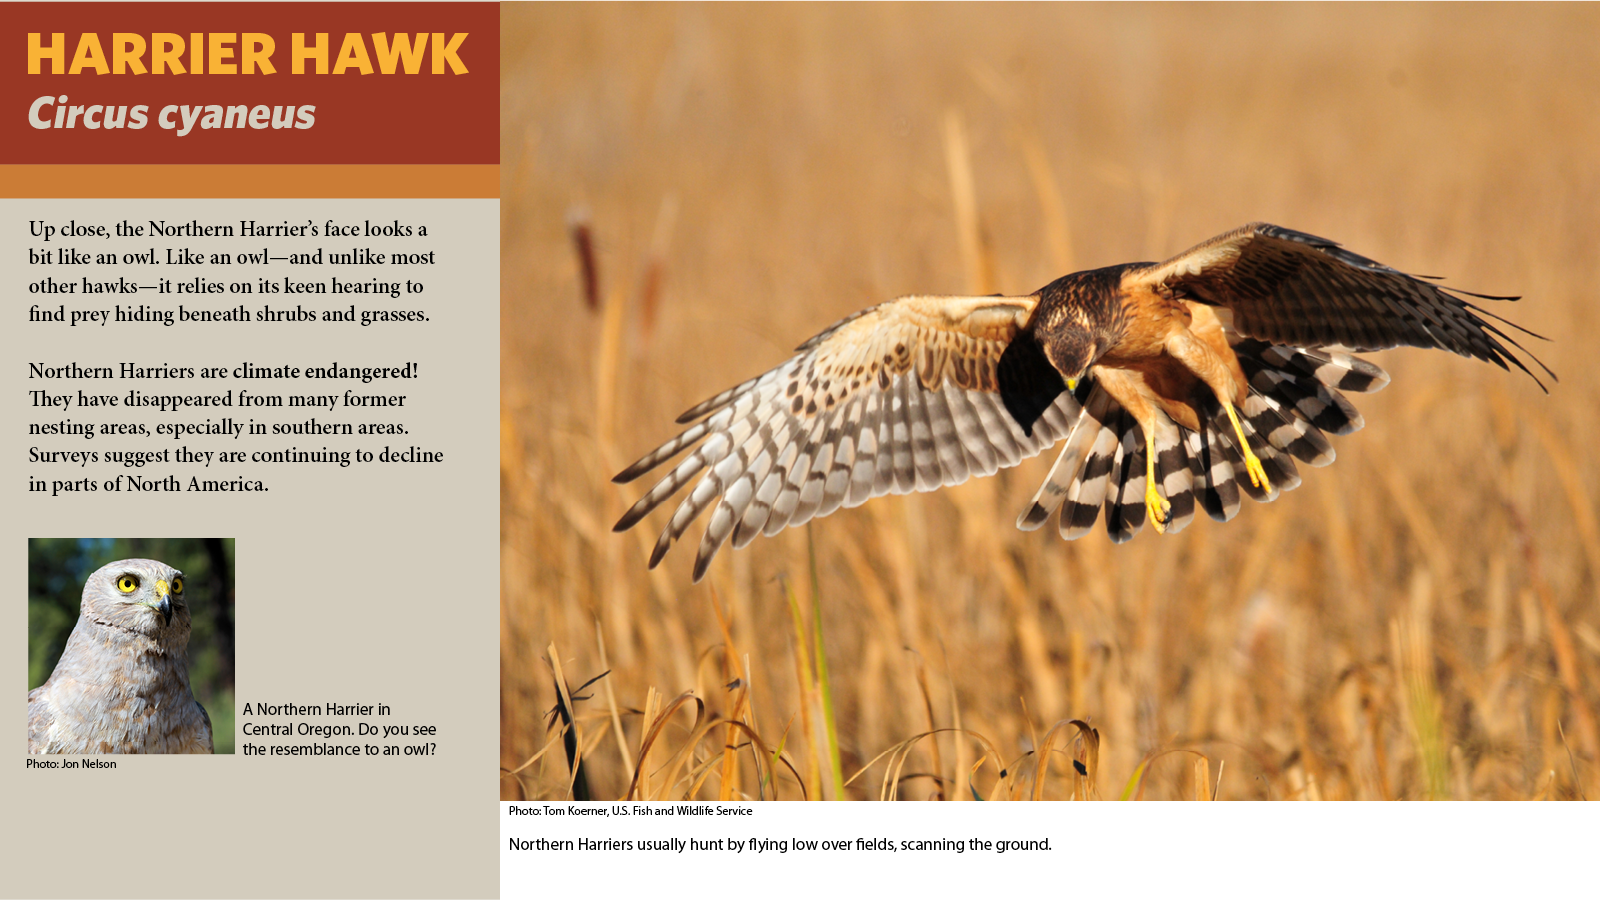 HARRIER HAWK
Circus cyaneus
Up close, the Northern Harrier’s face looks a
bit like an owl. Like an owl—and unlike most
other hawks—it relies on its keen hearing to
find prey hiding beneath shrubs and grasses.
Northern Harriers are climate endangered!
They have disappeared from many former
nesting areas, especially in southern areas.
Surveys suggest they are continuing to decline
in parts of North America.
A Northern Harrier in
Central Oregon. Do you see
the resemblance to an owl?
Photo: Jon Nelson
Photo: Tom Koerner, U.S. Fish and Wildlife Service
Northern Harriers usually hunt by flying low over fields, scanning the ground.